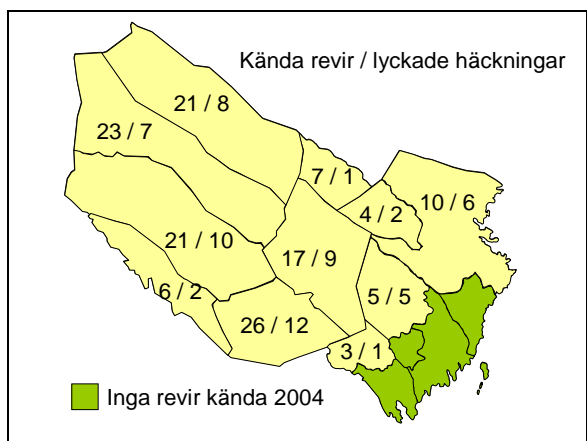 Kända revir / lyckade häckningar
21 / 8
23 / 7
7 / 1
10 / 6
4 / 2
21 / 10
17 / 9
6 / 2
5 / 5
26 / 12
3 / 1
Inga revir kända 2004